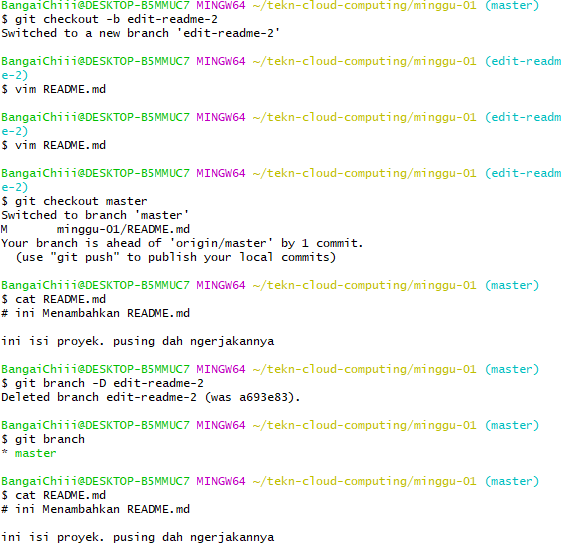 BangaiChiii@DESKTOP-B5MMUC7 MINGW64 ~/tekn-cloud-computing/minggu-01 (master)
$ git checkout -b edit-readme-2
Switched to a new branch 'edit-readme-2'
BangaiChiii@DESKTOP-B5MMUC7 MINGW64 ~/tekn-cloud-computing/minggu-01 (edit-readm
e-2)
$ vim README.md
BangaiChiii@DESKTOP-B5MMUC7 MINGW64 ~/tekn-cloud-computing/minggu-01 (edit-readm
e-2)
$ vim README.md
BangaiChiii@DESKTOP-B5MMUC7 MINGW64 ~/tekn-cloud-computing/minggu-01 (edit-readm
e-2)
$ git checkout master
Switched to branch 'master'
M       minggu-01/README.md
Your branch is ahead of 'origin/master' by 1 commit.
  (use "git push" to publish your local commits)
BangaiChiii@DESKTOP-B5MMUC7 MINGW64 ~/tekn-cloud-computing/minggu-01 (master)
$ cat README.md
# ini Menambahkan README.md
ini isi proyek. pusing dah ngerjakannya
BangaiChiii@DESKTOP-B5MMUC7 MINGW64 ~/tekn-cloud-computing/minggu-01 (master)
$ git branch -D edit-readme-2
Deleted branch edit-readme-2 (was a693e83).
BangaiChiii@DESKTOP-B5MMUC7 MINGW64 ~/tekn-cloud-computing/minggu-01 (master)
$ git branch
* master
BangaiChiii@DESKTOP-B5MMUC7 MINGW64 ~/tekn-cloud-computing/minggu-01 (master)
$ cat README.md
# ini Menambahkan README.md
ini isi proyek. pusing dah ngerjakannya